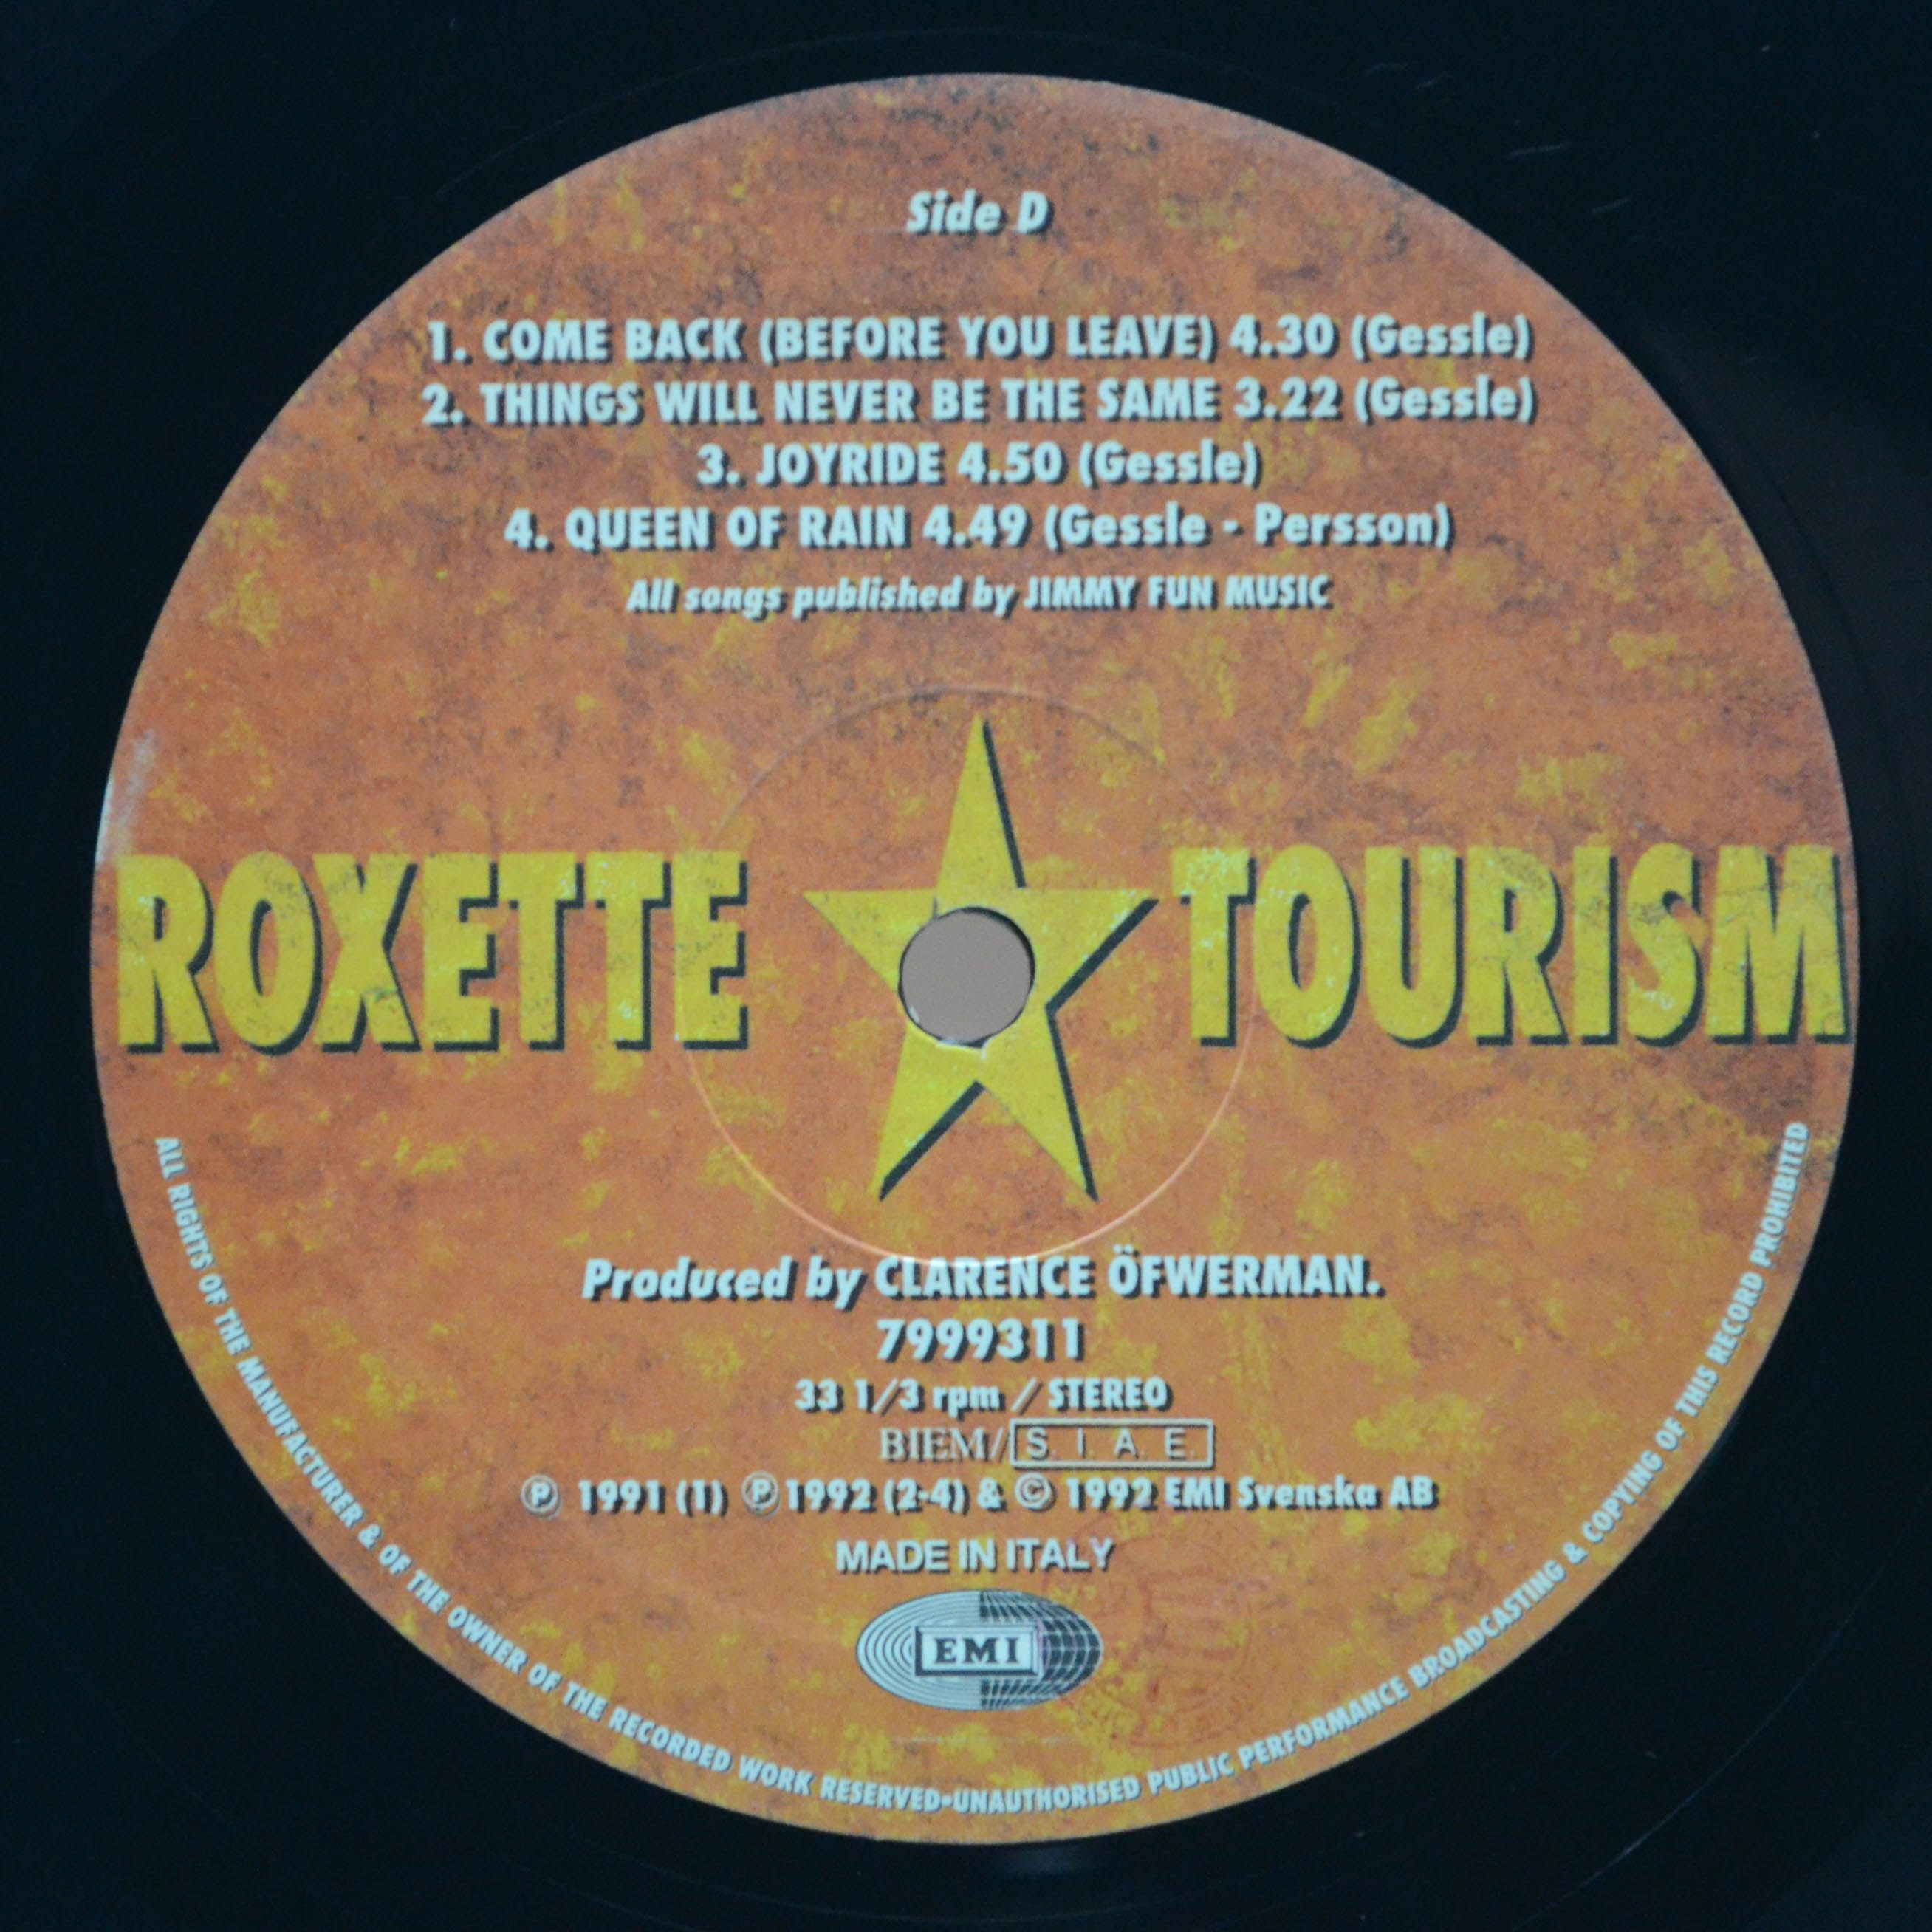 Side D
1. COME BACK (BEFORE YOU LEAVE) 4.30 (Gessle)
2. THINGS WILL NEVER BE THE SAME 3.22 (Gessle)
3. JOYRIDE 4.50 (Gessle)
4. QUEEN OF RAIN 4.49 (Gessle - Persson)
All songs published by JIMMY FUN MUSIC
ROXETTE TOURISM
Produced by CLARENCE ÖFWERMAN.
7999311
33 1/3 rpm / STEREO
BIEM/S. I. A. E.
℗ 1991 (1) ℗ 1992 (2-4) & © 1992 EMI Svenska AB
MADE IN ITALY
EMI
ALL RIGHTS OF THE MANUFACTURER & OF THE OWNER OF THE RECORDED WORK RESERVED•UNAUTHORISED PUBLIC PERFORMANCE BROADCASTING & COPYING OF THIS RECORD PROHIBITED